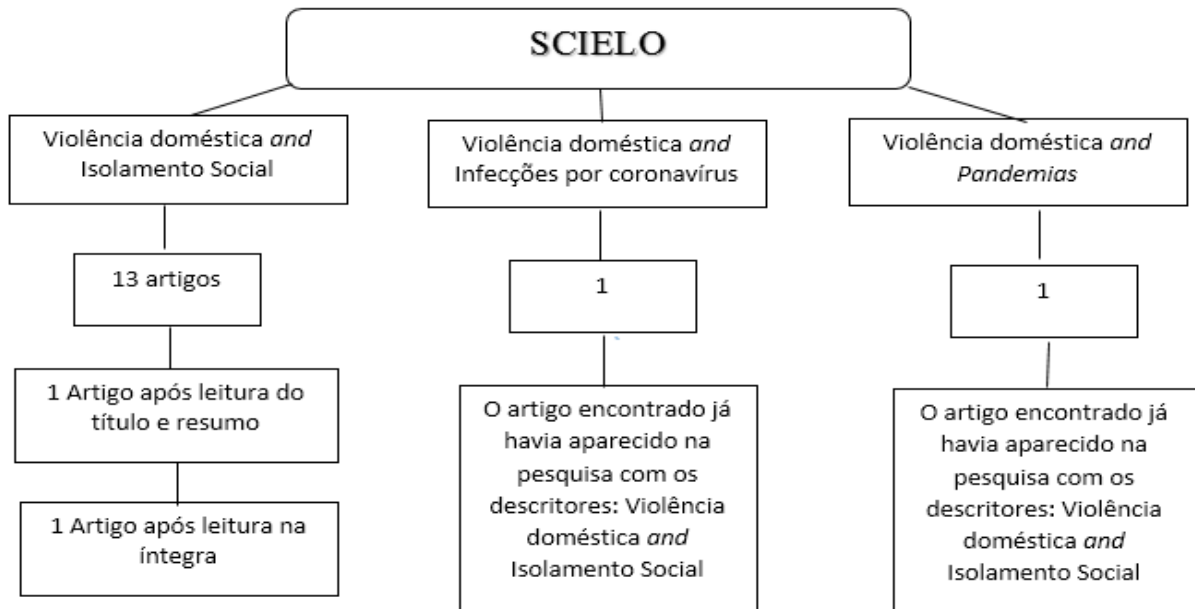 SCIELO
Violência doméstica and
Isolamento Social
13 artigos
1 Artigo após leitura do
título e resumo
1 Artigo após leitura na
íntegra
Violência doméstica and
Infecções por coronavírus
1
O artigo encontrado já
havia aparecido na
pesquisa com os
descritores: Violência
doméstica and
Isolamento Social
Violência doméstica and
Pandemias
1
O artigo encontrado já
havia aparecido na
pesquisa com os
descritores: Violência
doméstica and
Isolamento Social